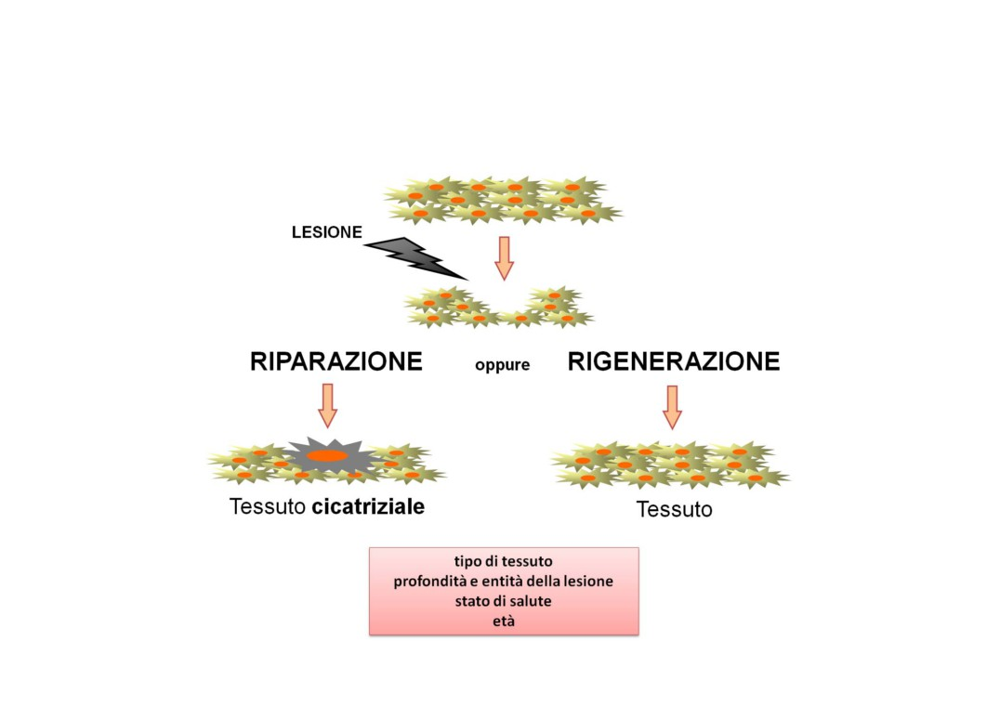 LESIONE
RIPARAZIONE oppure RIGENERAZIONE
Tessuto cicatriziale
Tessuto
tipo di tessuto
profondità e entità della lesione
stato di salute
età